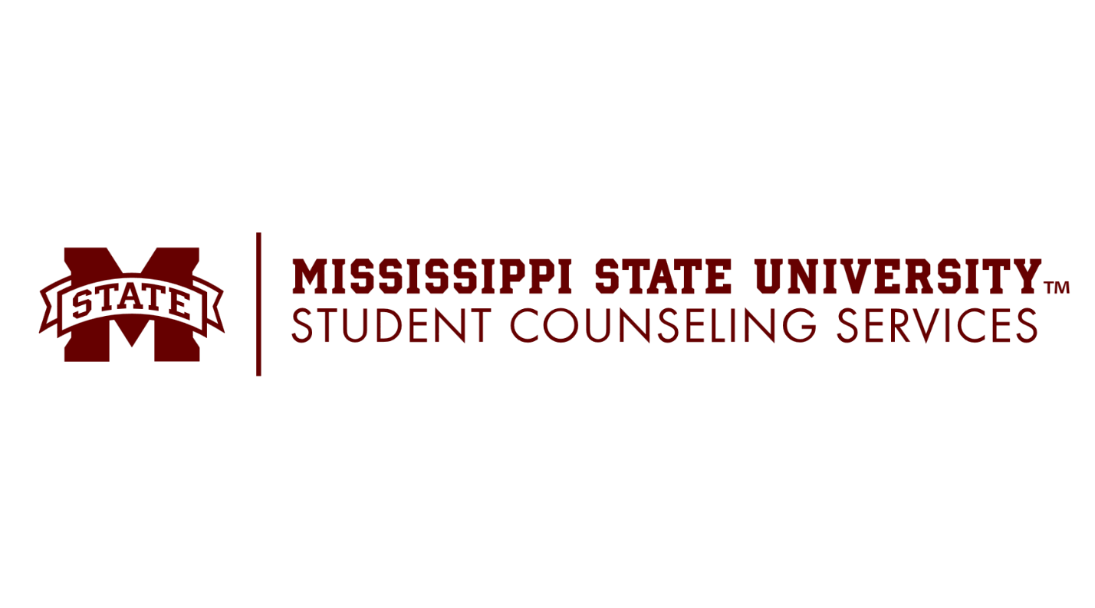 STATE
MISSISSIPPI STATE UNIVERSITY™
STUDENT COUNSELING SERVICES